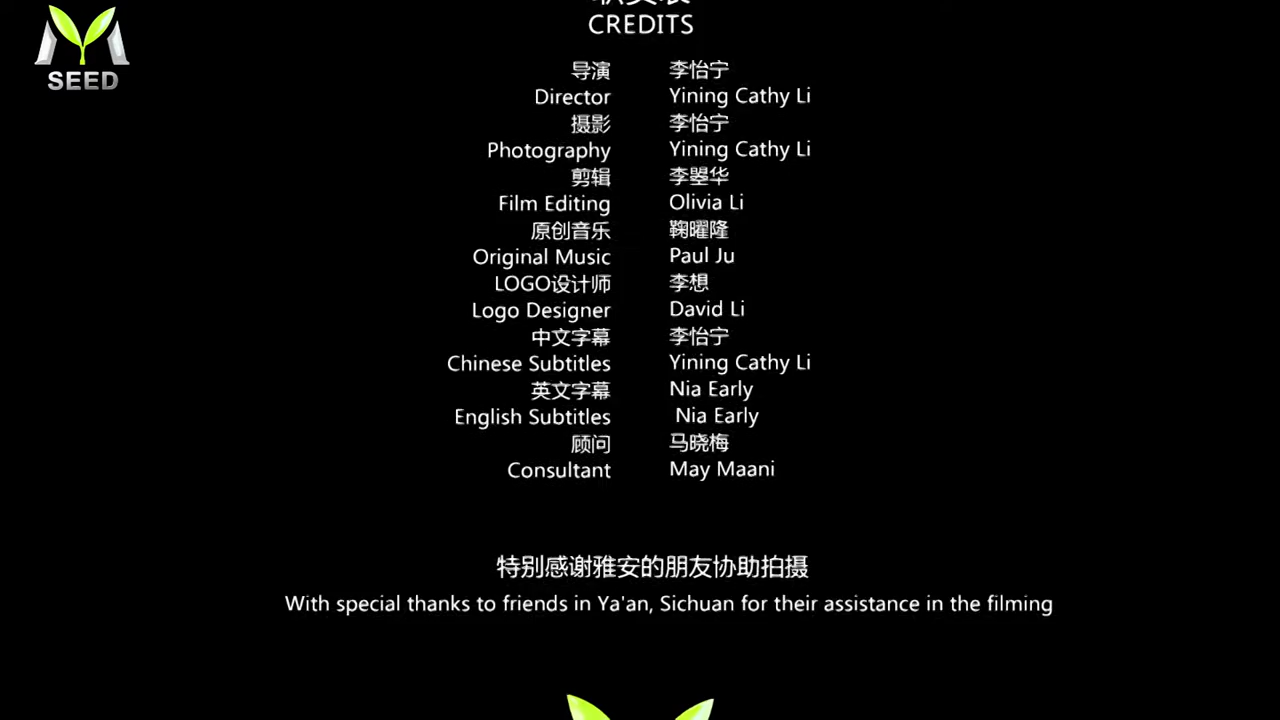 SEED
CREDITS
导演 李怡宁
Director Yining Cathy Li
摄影 李怡宁
Photography Yining Cathy Li
剪辑 李曌华
Film Editing Olivia Li
原创音乐 鞠曜隆
Original Music Paul Ju
LOGO设计师 李想
Logo Designer David Li
中文字幕 李怡宁
Chinese Subtitles Yining Cathy Li
英文字幕 Nia Early
English Subtitles Nia Early
顾问 马晓梅
Consultant May Maani
特别感谢雅安的朋友协助拍摄
With special thanks to friends in Ya'an, Sichuan for their assistance in the filming